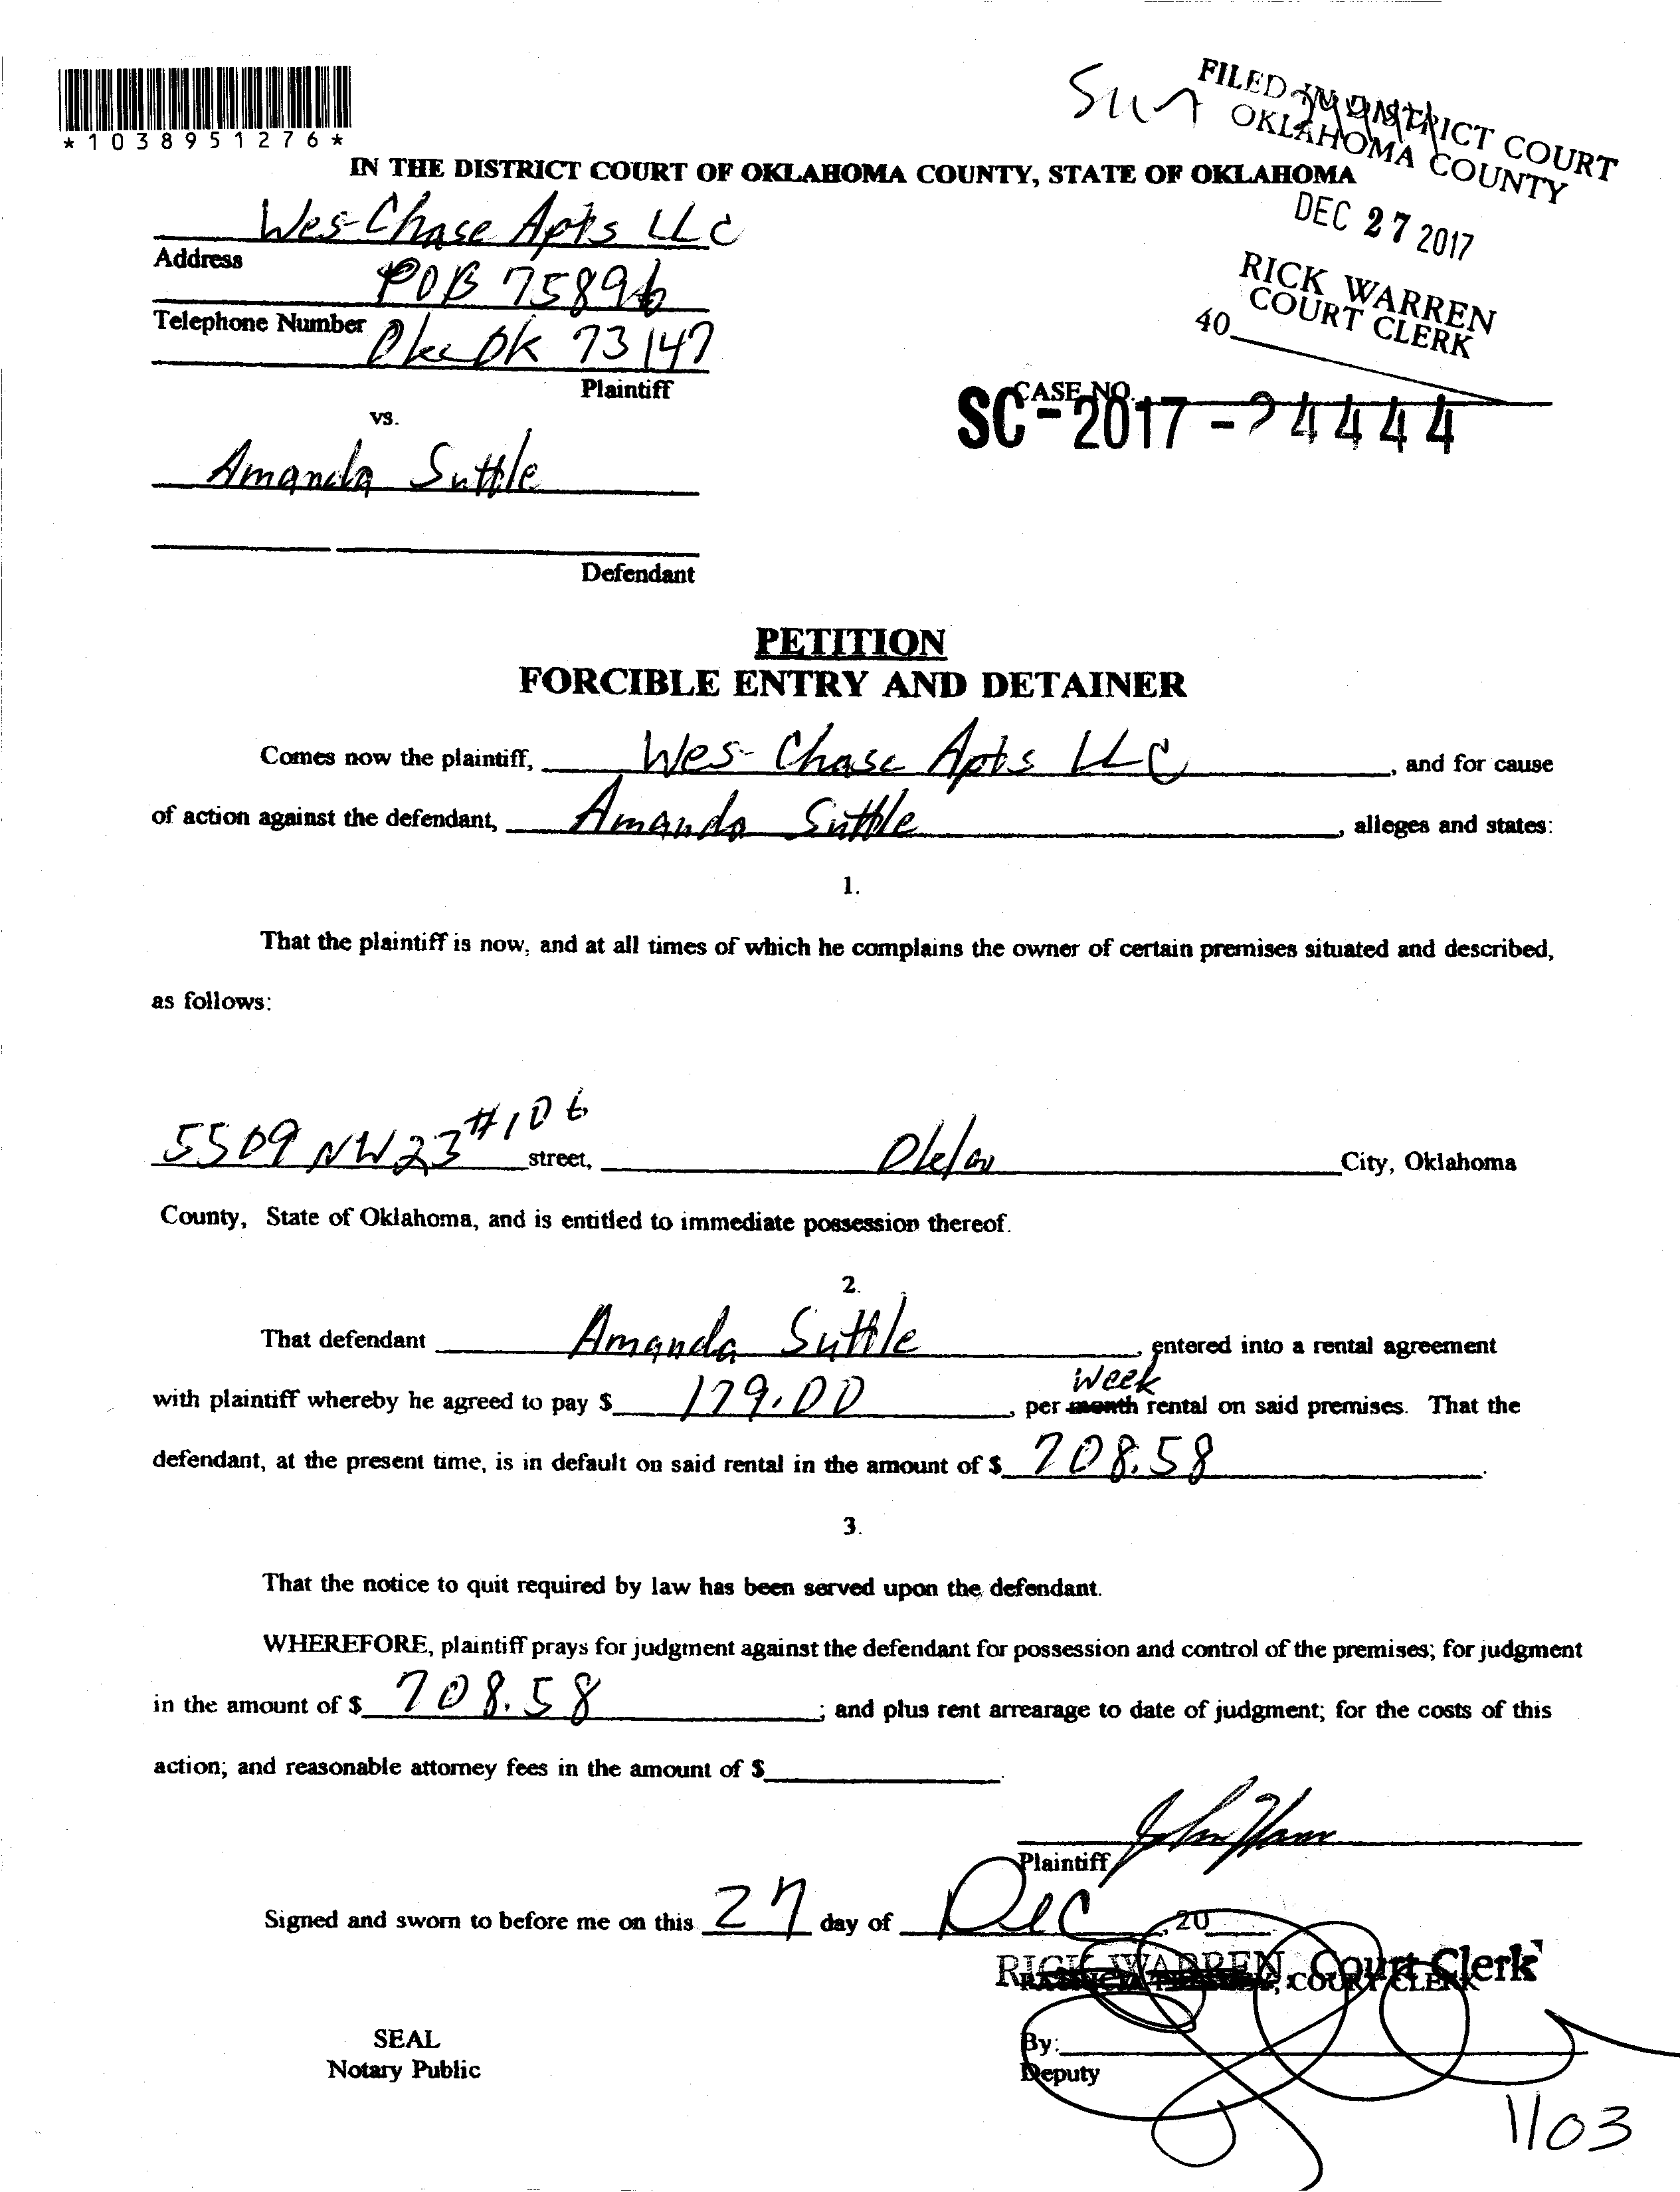 *1038951276*
FILED IN DISTRICT COURT
OKLAHOMA COUNTY
IN THE DISTRICT COURT OF OKLAHOMA COUNTY, STATE OF OKLAHOMA
DEC 27 2017
Wes-Chase Apts LLC
Address
POB 75896
RICK WARREN
COURT CLERK
Telephone Number
Okc OK 73147
40
Plaintiff
CASE NO.
SC-2017-24444
vs.
Amanda Suttle
Defendant
PETITION
FORCIBLE ENTRY AND DETAINER
Comes now the plaintiff, Wes-Chase Apts LLC, and for cause
of action against the defendant, Amanda Suttle, alleges and states:
1.
That the plaintiff is now, and at all times of which he complains the owner of certain premises situated and described,
as follows:
5509 NW 23 #106 street, City, Oklahoma
County, State of Oklahoma, and is entitled to immediate possession thereof.
2.
That defendant Amanda Suttle, entered into a rental agreement
with plaintiff whereby he agreed to pay $ 179.00, per month week rental on said premises. That the
defendant, at the present time, is in default on said rental in the amount of $ 708.58.
3.
That the notice to quit required by law has been served upon the defendant.
WHEREFORE, plaintiff prays for judgment against the defendant for possession and control of the premises; for judgment
in the amount of $ 708.58; and plus rent arrearage to date of judgment; for the costs of this
action; and reasonable attorney fees in the amount of $ .
Plaintiff
Signed and sworn to before me on this 27 day of Dec, 20
RICK WARREN, Court Clerk
, COURT CLERK
SEAL
By:
Notary Public
Deputy
1103